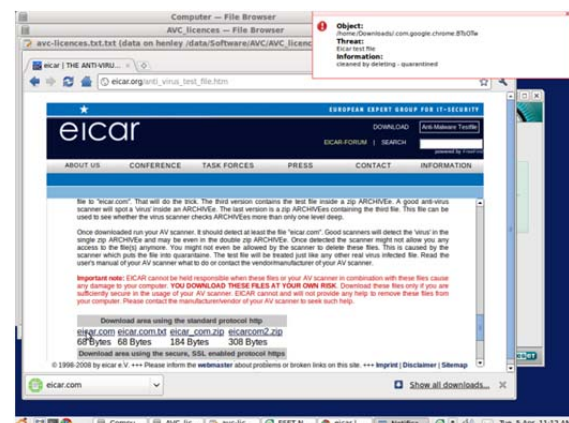 Computer — File Browser
AVC_licences — File Browser
avc-licences.txt.txt (data on henley /data/Software/AVC/AVC_licenc
Object:
/home/Downloads/.com.google.chrome.BTsOTw
Threat:
Eicar test file
Information:
cleaned by deleting - quarantined
eicar | THE ANTI-VIRU...
eicar.org/anti_virus_test_file.htm
EUROPEAN EXPERT GROUP FOR IT-SECURITY
eicar
DOWNLOAD
Anti-Malware Testfile
EICAR-FORUM | SEARCH
ABOUT US CONFERENCE TASK FORCES PRESS CONTACT INFORMATION
file to "eicar.com". That will do the trick. The third version contains the test file inside a zip ARCHIVE. A good anti-virus
scanner will spot a 'virus' inside an ARCHIVEe. The last version is a zip ARCHIVEes containing the third file. This file can be
used to see whether the virus scanner checks ARCHIVEes more than only one level deep.
Once downloaded run your AV scanner. It should detect at least the file "eicar.com". Good scanners will detect the 'virus' in the
single zip ARCHIVEe and may be even in the double zip ARCHIVEe. Once detected the scanner might not allow you any
access to the file(s) anymore. You might not even be allowed by the scanner to delete these files. This is caused by the
scanner which puts the file into quarantaine. The test file will be treated just like any other real virus infected file. Read the
user's manual of your AV scanner what to do or contact the vendor/manufacturer of your AV scanner.
Important note: EICAR cannot be held responsible when these files or your AV scanner in combination with these files cause
any damage to your computer. YOU DOWNLOAD THESE FILES AT YOUR OWN RISK. Download these files only if you are
sufficiently secure in the usage of your AV scanner. EICAR cannot and will not provide any help to remove these files from
your computer. Please contact the manufacturer/vendor of your AV scanner to seek such help.
Download area using the standard protocol http
eicar.com eicar.com.txt eicar_com.zip eicarcom2.zip
68 Bytes 68 Bytes 184 Bytes 308 Bytes
Download area using the secure, SSL enabled protocol https
© 1998-2008 by eicar e.V. +++ Please inform the webmaster about problems or broken links on this site. +++ Imprint | Disclaimer | Sitemap
eicar.com
Show all downloads...
Tue 5 Apr, 11:12 AM